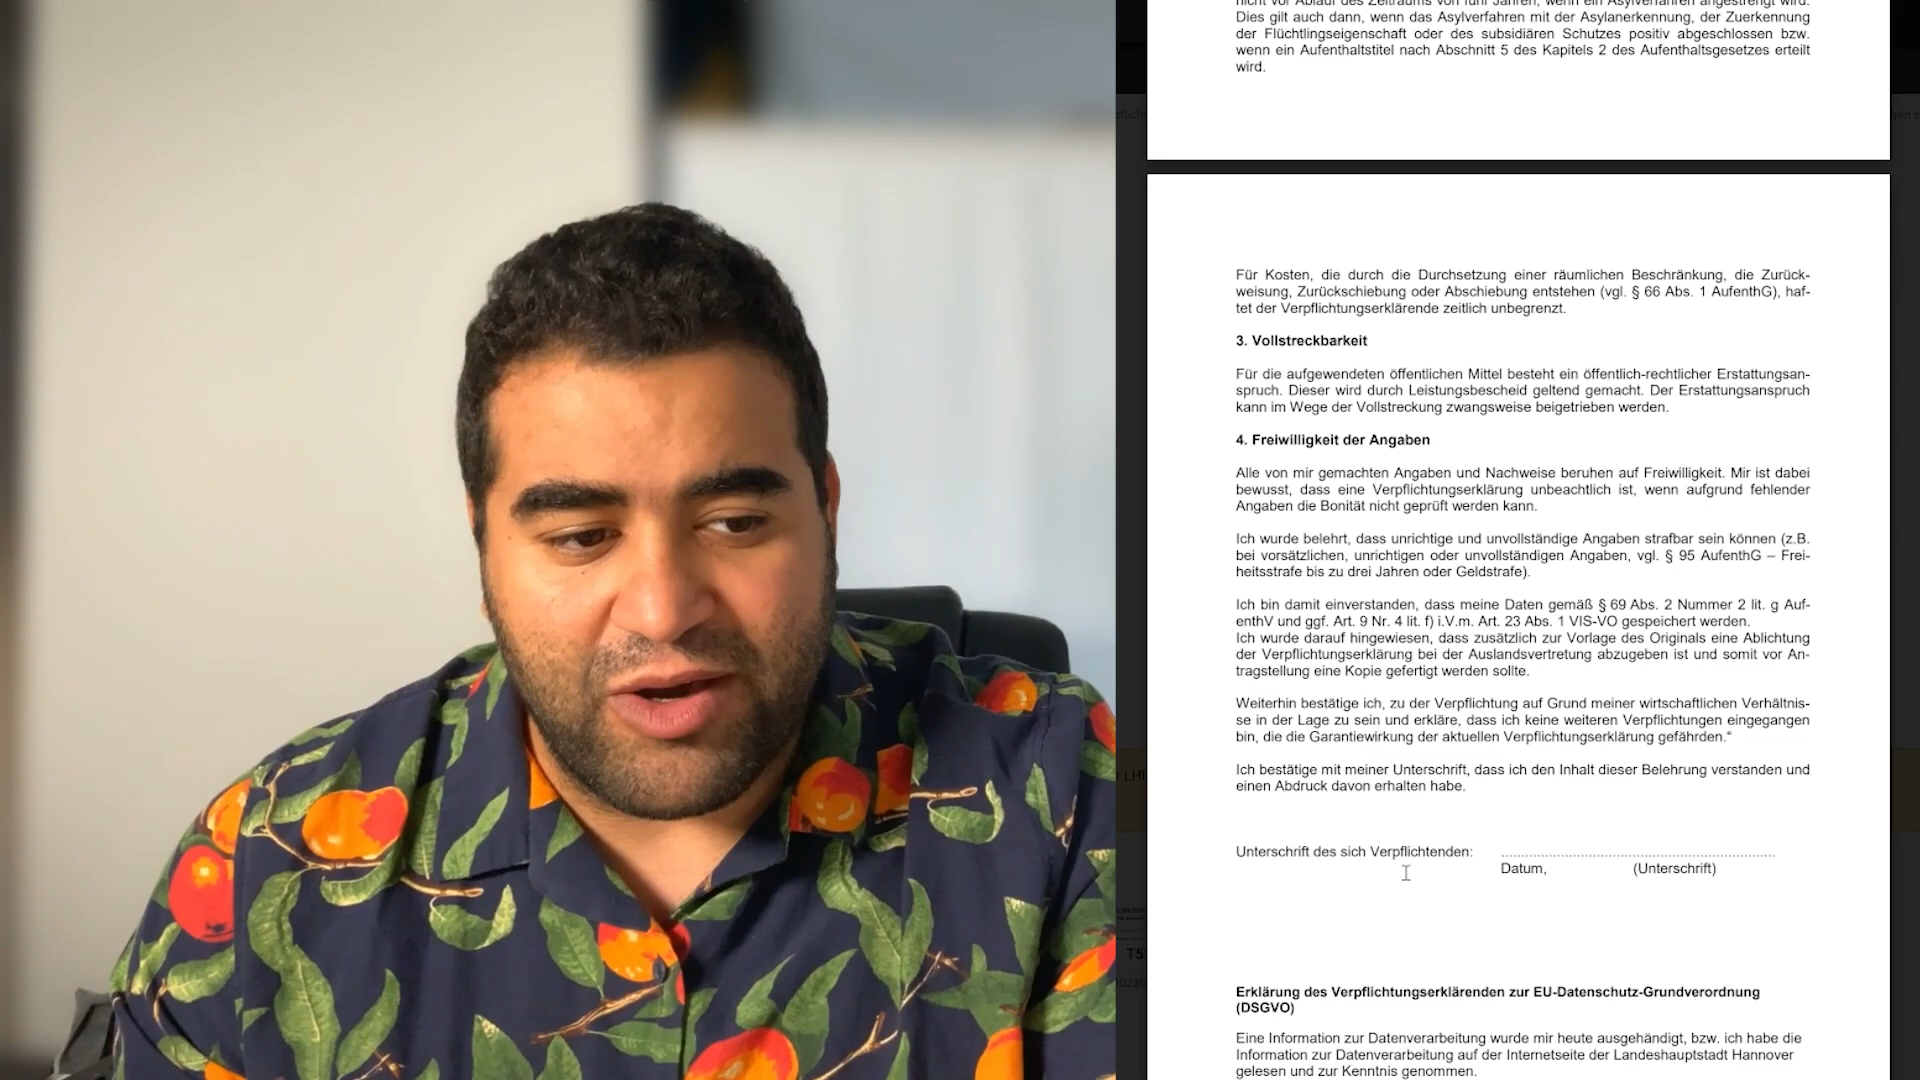 nicht vor Ablauf des Zeitraums von fünf Jahren, wenn ein Asylverfahren angestrengt wird.
Dies gilt auch dann, wenn das Asylverfahren mit der Asylanerkennung, der Zuerkennung
der Flüchtlingseigenschaft oder des subsidiären Schutzes positiv abgeschlossen bzw.
wenn ein Aufenthaltstitel nach Abschnitt 5 des Kapitels 2 des Aufenthaltsgesetzes erteilt
wird.
Für Kosten, die durch die Durchsetzung einer räumlichen Beschränkung, die Zurück-
weisung, Zurückschiebung oder Abschiebung entstehen (vgl. § 66 Abs. 1 AufenthG), haf-
tet der Verpflichtungserklärende zeitlich unbegrenzt.
3. Vollstreckbarkeit
Für die aufgewendeten öffentlichen Mittel besteht ein öffentlich-rechtlicher Erstattungsan-
spruch. Dieser wird durch Leistungsbescheid geltend gemacht. Der Erstattungsanspruch
kann im Wege der Vollstreckung zwangsweise beigetrieben werden.
4. Freiwilligkeit der Angaben
Alle von mir gemachten Angaben und Nachweise beruhen auf Freiwilligkeit. Mir ist dabei
bewusst, dass eine Verpflichtungserklärung unbeachtlich ist, wenn aufgrund fehlender
Angaben die Bonität nicht geprüft werden kann.
Ich wurde belehrt, dass unrichtige und unvollständige Angaben strafbar sein können (z.B.
bei vorsätzlichen, unrichtigen oder unvollständigen Angaben, vgl. § 95 AufenthG – Frei-
heitsstrafe bis zu drei Jahren oder Geldstrafe).
Ich bin damit einverstanden, dass meine Daten gemäß § 69 Abs. 2 Nummer 2 lit. g Auf-
enthV und ggf. Art. 9 Nr. 4 lit. f) i.V.m. Art. 23 Abs. 1 VIS-VO gespeichert werden.
Ich wurde darauf hingewiesen, dass zusätzlich zur Vorlage des Originals eine Ablichtung
der Verpflichtungserklärung bei der Auslandsvertretung abzugeben ist und somit vor An-
tragstellung eine Kopie gefertigt werden sollte.
Weiterhin bestätige ich, zu der Verpflichtung auf Grund meiner wirtschaftlichen Verhältnis-
se in der Lage zu sein und erkläre, dass ich keine weiteren Verpflichtungen eingegangen
bin, die die Garantiewirkung der aktuellen Verpflichtungserklärung gefährden.“
Ich bestätige mit meiner Unterschrift, dass ich den Inhalt dieser Belehrung verstanden und
einen Abdruck davon erhalten habe.
Unterschrift des sich Verpflichtenden:
Datum, (Unterschrift)
Erklärung des Verpflichtungserklärenden zur EU-Datenschutz-Grundverordnung
(DSGVO)
Eine Information zur Datenverarbeitung wurde mir heute ausgehändigt, bzw. ich habe die
Information zur Datenverarbeitung auf der Internetseite der Landeshauptstadt Hannover
gelesen und zur Kenntnis genommen.